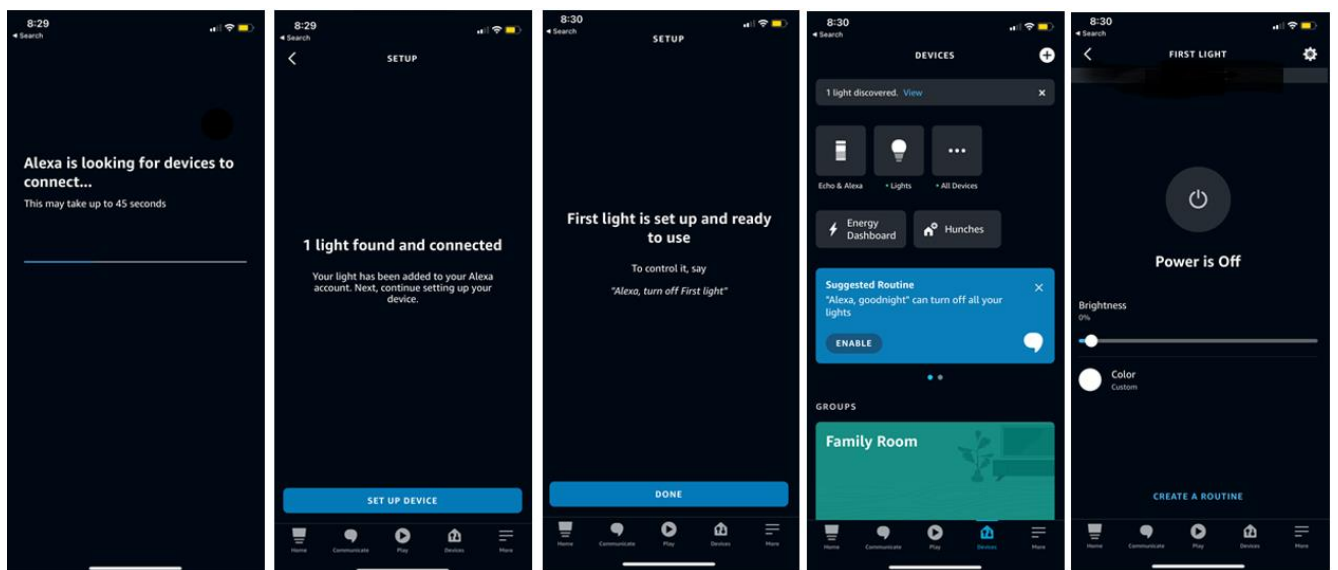 8:29
◄ Search
Alexa is looking for devices to
connect...
This may take up to 45 seconds
8:29
◄ Search
SETUP
1 light found and connected
Your light has been added to your Alexa
account. Next, continue setting up your
device.
SET UP DEVICE
Home Communicate Play Devices More
8:30
◄ Search
SETUP
First light is set up and ready
to use
To control it, say
"Alexa, turn off First light"
DONE
Home Communicate Play Devices More
8:30
◄ Search
DEVICES
1 light discovered. View
Echo & Alexa • Lights • All Devices
Energy
Dashboard
Hunches
Suggested Routine
"Alexa, goodnight" can turn off all your
lights
ENABLE
GROUPS
Family Room
Home Communicate Play Devices More
8:30
◄ Search
FIRST LIGHT
Power is Off
Brightness
0%
Color
Custom
CREATE A ROUTINE
Home Communicate Play Devices More